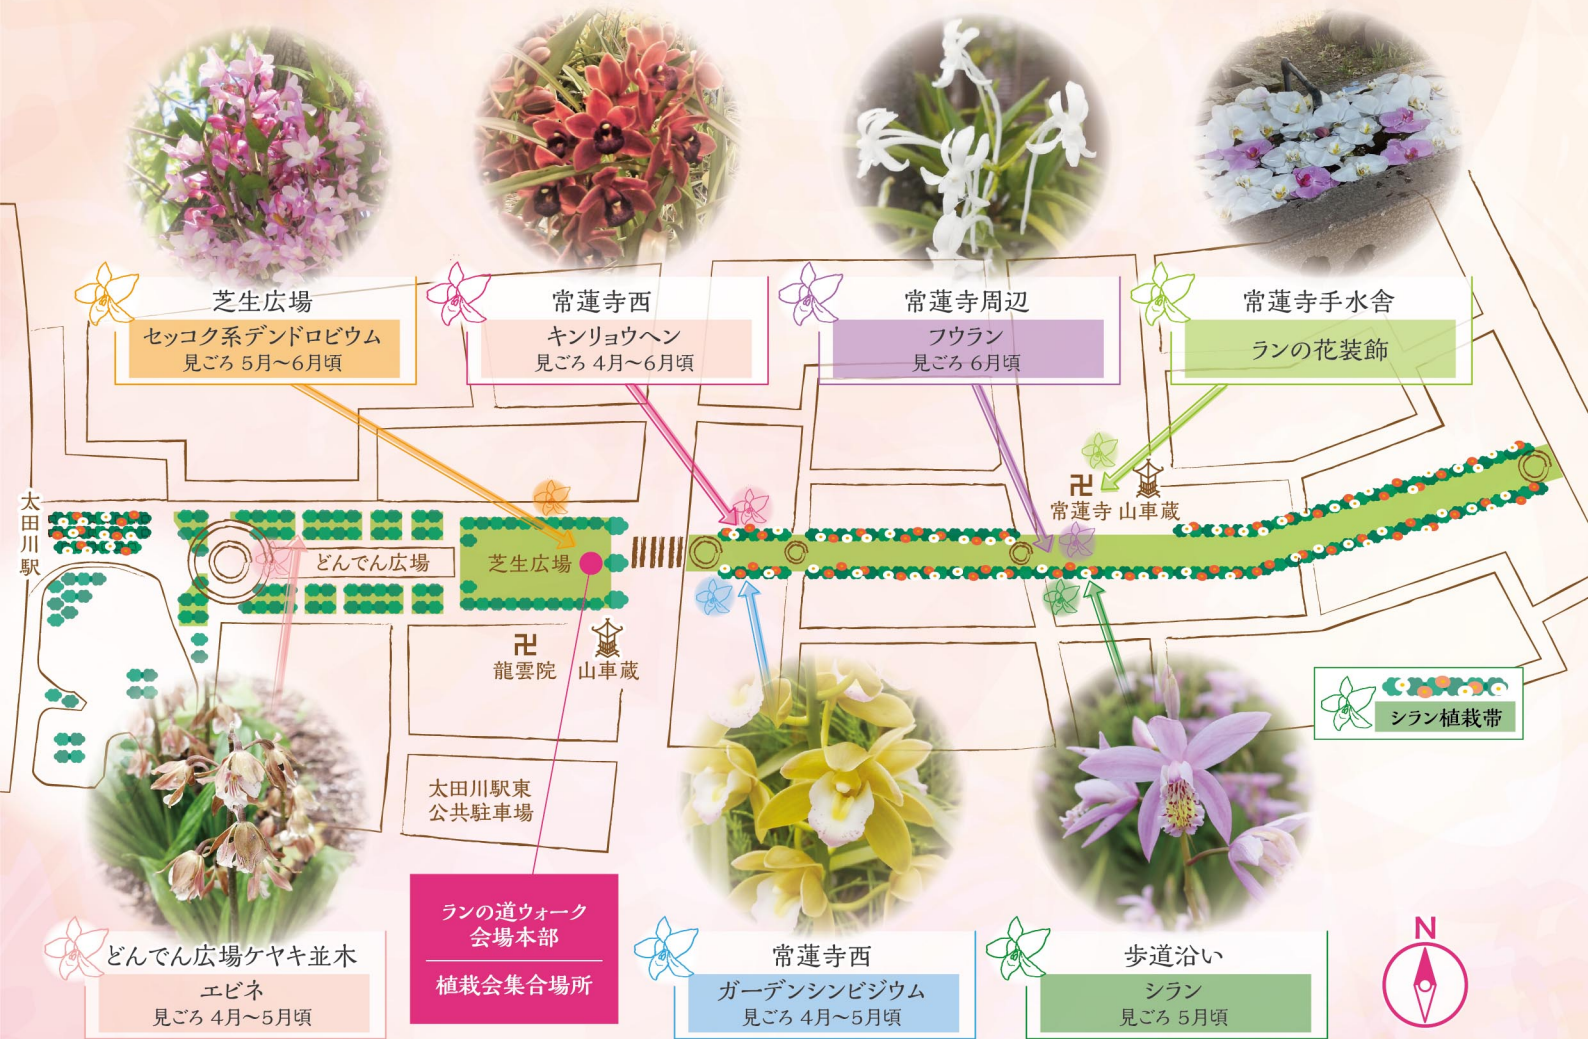 芝生広場
セッコク系デンドロビウム
見ごろ 5月～6月頃
常蓮寺西
キンリョウヘン
見ごろ 4月～6月頃
常蓮寺周辺
フウラン
見ごろ 6月頃
常蓮寺手水舎
ランの花装飾
太田川駅
どんでん広場
芝生広場
卍
常蓮寺
山車蔵
卍
龍雲院
山車蔵
太田川駅東
公共駐車場
シラン植栽帯
どんでん広場ケヤキ並木
エビネ
見ごろ 4月～5月頃
ランの道ウォーク
会場本部
植栽会集合場所
常蓮寺西
ガーデンシンビジウム
見ごろ 4月～5月頃
歩道沿い
シラン
見ごろ 5月頃
N